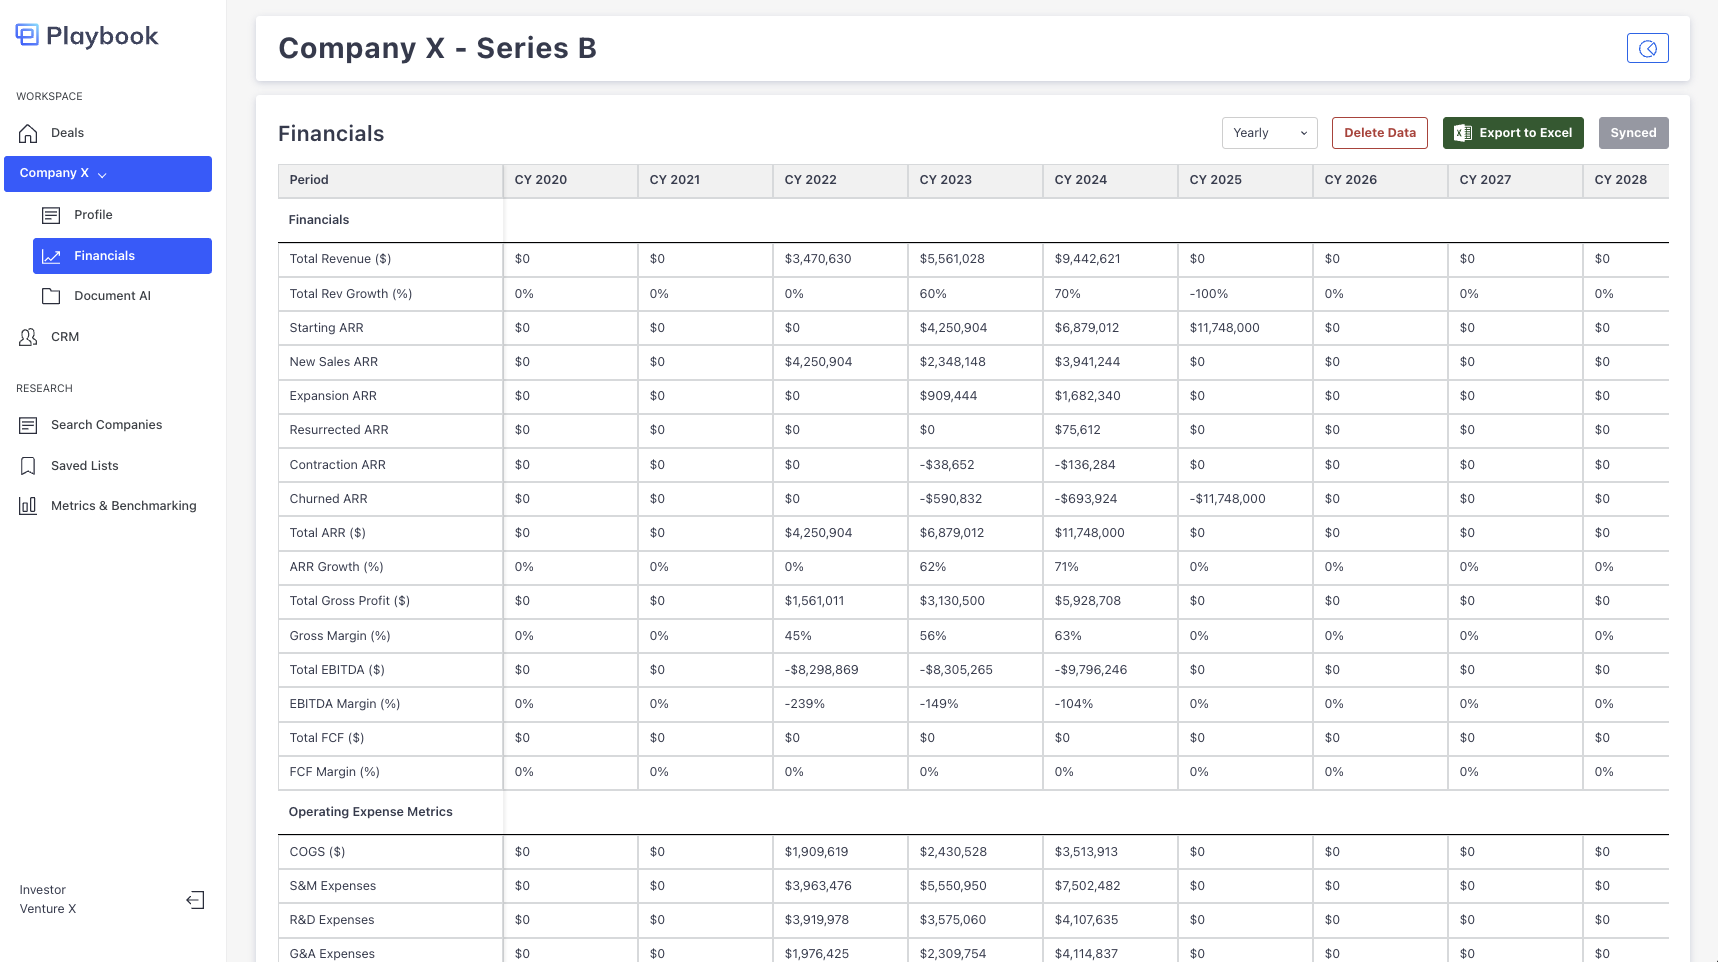 Playbook
WORKSPACE
Deals
Company X
Profile
Financials
Document AI
CRM
RESEARCH
Search Companies
Saved Lists
Metrics & Benchmarking
Investor
Venture X
Company X - Series B
Financials
Yearly
Delete Data
Export to Excel
Synced
Period CY 2020 CY 2021 CY 2022 CY 2023 CY 2024 CY 2025 CY 2026 CY 2027 CY 2028
Financials
Total Revenue ($) $0 $0 $3,470,630 $5,561,028 $9,442,621 $0 $0 $0 $0
Total Rev Growth (%) 0% 0% 0% 60% 70% -100% 0% 0% 0%
Starting ARR $0 $0 $0 $4,250,904 $6,879,012 $11,748,000 $0 $0 $0
New Sales ARR $0 $0 $4,250,904 $2,348,148 $3,941,244 $0 $0 $0 $0
Expansion ARR $0 $0 $0 $909,444 $1,682,340 $0 $0 $0 $0
Resurrected ARR $0 $0 $0 $0 $75,612 $0 $0 $0 $0
Contraction ARR $0 $0 $0 -$38,652 -$136,284 $0 $0 $0 $0
Churned ARR $0 $0 $0 -$590,832 -$693,924 -$11,748,000 $0 $0 $0
Total ARR ($) $0 $0 $4,250,904 $6,879,012 $11,748,000 $0 $0 $0 $0
ARR Growth (%) 0% 0% 0% 62% 71% 0% 0% 0% 0%
Total Gross Profit ($) $0 $0 $1,561,011 $3,130,500 $5,928,708 $0 $0 $0 $0
Gross Margin (%) 0% 0% 45% 56% 63% 0% 0% 0% 0%
Total EBITDA ($) $0 $0 -$8,298,869 -$8,305,265 -$9,796,246 $0 $0 $0 $0
EBITDA Margin (%) 0% 0% -239% -149% -104% 0% 0% 0% 0%
Total FCF ($) $0 $0 $0 $0 $0 $0 $0 $0 $0
FCF Margin (%) 0% 0% 0% 0% 0% 0% 0% 0% 0%
Operating Expense Metrics
COGS ($) $0 $0 $1,909,619 $2,430,528 $3,513,913 $0 $0 $0 $0
S&M Expenses $0 $0 $3,963,476 $5,550,950 $7,502,482 $0 $0 $0 $0
R&D Expenses $0 $0 $3,919,978 $3,575,060 $4,107,635 $0 $0 $0 $0
G&A Expenses $0 $0 $1,976,425 $2,309,754 $4,114,837 $0 $0 $0 $0